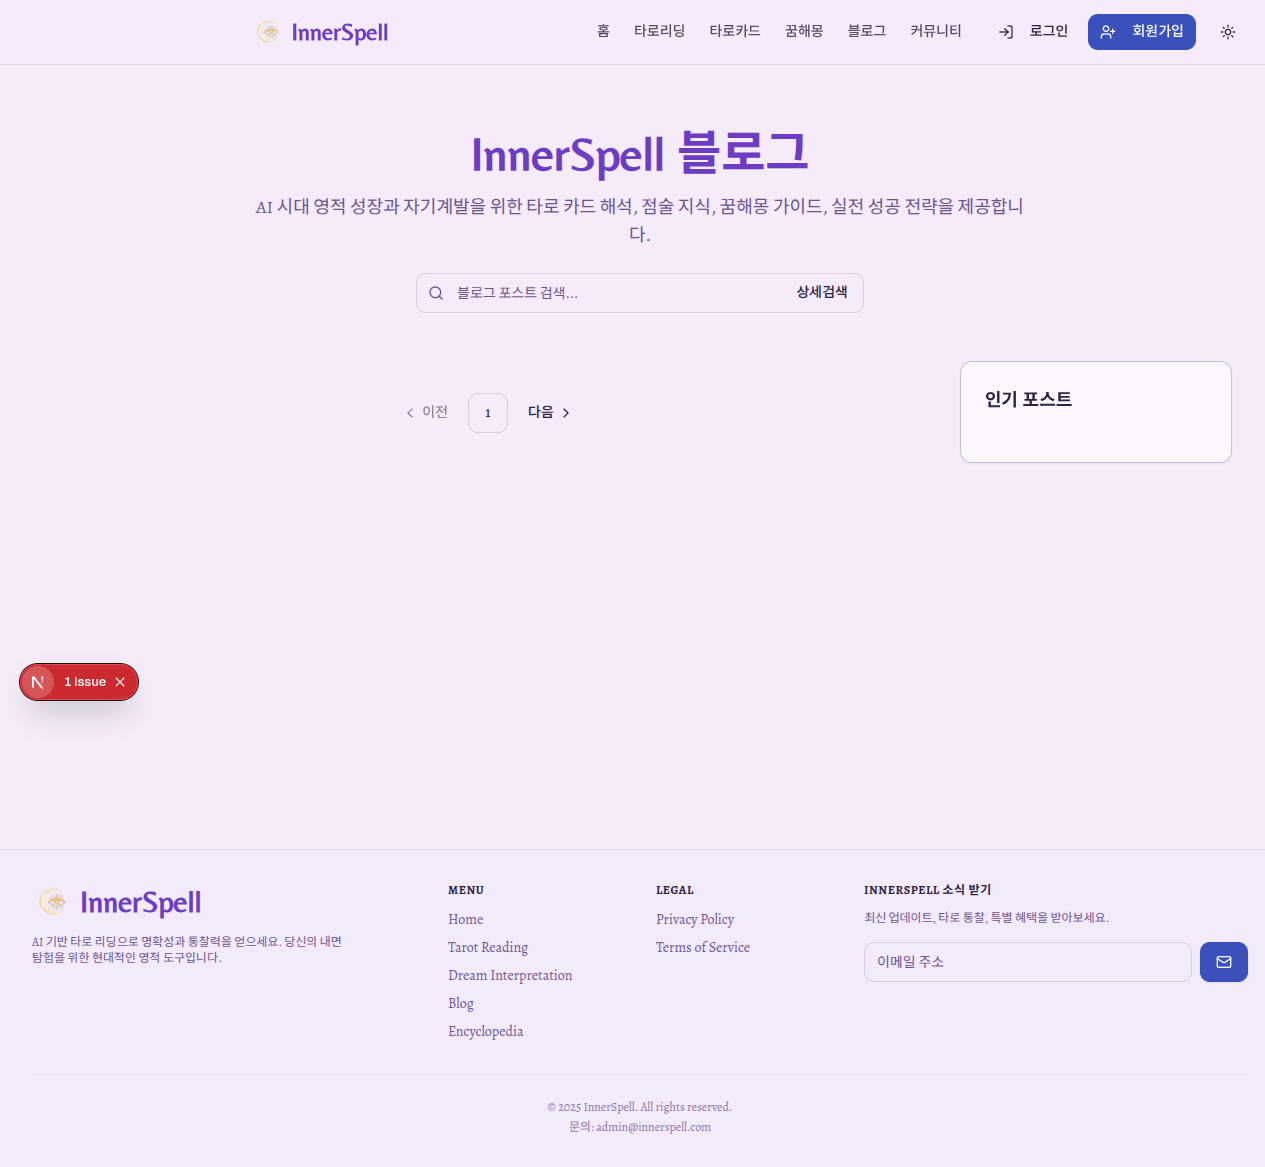 InnerSpell
홈 타로리딩 타로카드 꿈해몽 블로그 커뮤니티 로그인 회원가입
InnerSpell 블로그
AI 시대 영적 성장과 자기계발을 위한 타로 카드 해석, 점술 지식, 꿈해몽 가이드, 실전 성공 전략을 제공합니
다.
블로그 포스트 검색... 상세검색
이전 1 다음
인기 포스트
1 Issue
InnerSpell
AI 기반 타로 리딩으로 명확성과 통찰력을 얻으세요. 당신의 내면
탐험을 위한 현대적인 영적 도구입니다.
MENU
Home
Tarot Reading
Dream Interpretation
Blog
Encyclopedia
LEGAL
Privacy Policy
Terms of Service
INNERSPELL 소식 받기
최신 업데이트, 타로 통찰, 특별 혜택을 받아보세요.
이메일 주소
© 2025 InnerSpell. All rights reserved.
문의: admin@innerspell.com